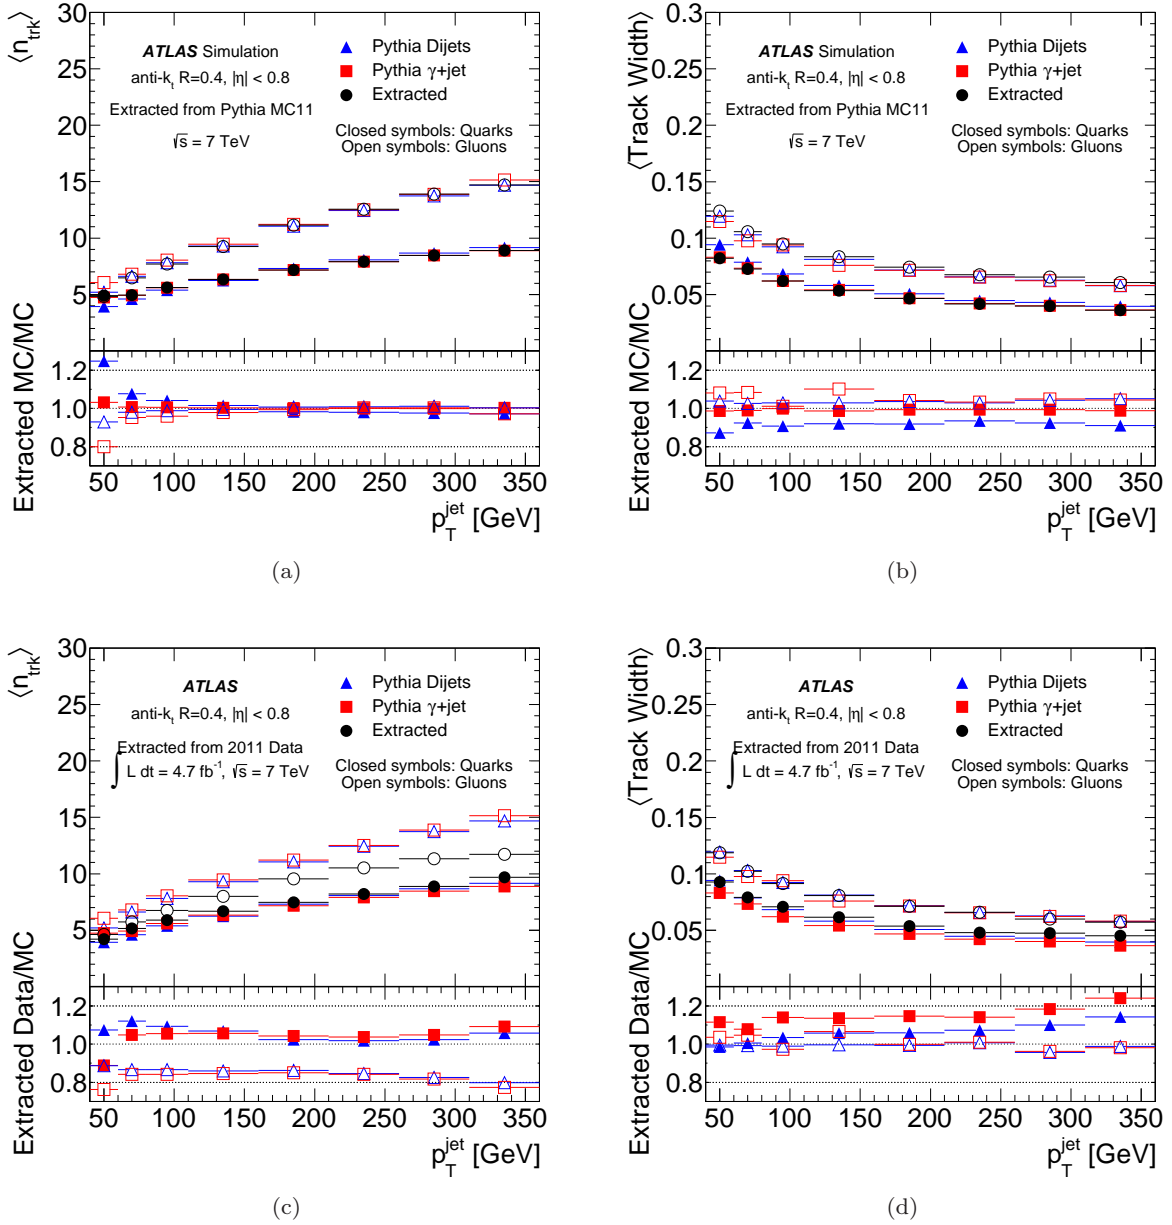 ⟨n_trk⟩
30
25
20
15
10
5
ATLAS Simulation
anti-k_t R=0.4, |η| < 0.8
Extracted from Pythia MC11
√s = 7 TeV
Pythia Dijets
Pythia γ+jet
Extracted
Closed symbols: Quarks
Open symbols: Gluons
Extracted MC/MC
1.2
1.0
0.8
50 100 150 200 250 300 350
p_T^jet [GeV]
(a)
⟨Track Width⟩
0.3
0.25
0.2
0.15
0.1
0.05
ATLAS Simulation
anti-k_t R=0.4, |η| < 0.8
Extracted from Pythia MC11
√s = 7 TeV
Pythia Dijets
Pythia γ+jet
Extracted
Closed symbols: Quarks
Open symbols: Gluons
Extracted MC/MC
1.2
1.0
0.8
50 100 150 200 250 300 350
p_T^jet [GeV]
(b)
⟨n_trk⟩
30
25
20
15
10
5
ATLAS
anti-k_t R=0.4, |η| < 0.8
Extracted from 2011 Data
∫ L dt = 4.7 fb⁻¹, √s = 7 TeV
Pythia Dijets
Pythia γ+jet
Extracted
Closed symbols: Quarks
Open symbols: Gluons
Extracted Data/MC
1.2
1.0
0.8
50 100 150 200 250 300 350
p_T^jet [GeV]
(c)
⟨Track Width⟩
0.3
0.25
0.2
0.15
0.1
0.05
ATLAS
anti-k_t R=0.4, |η| < 0.8
Extracted from 2011 Data
∫ L dt = 4.7 fb⁻¹, √s = 7 TeV
Pythia Dijets
Pythia γ+jet
Extracted
Closed symbols: Quarks
Open symbols: Gluons
Extracted Data/MC
1.2
1.0
0.8
50 100 150 200 250 300 350
p_T^jet [GeV]
(d)